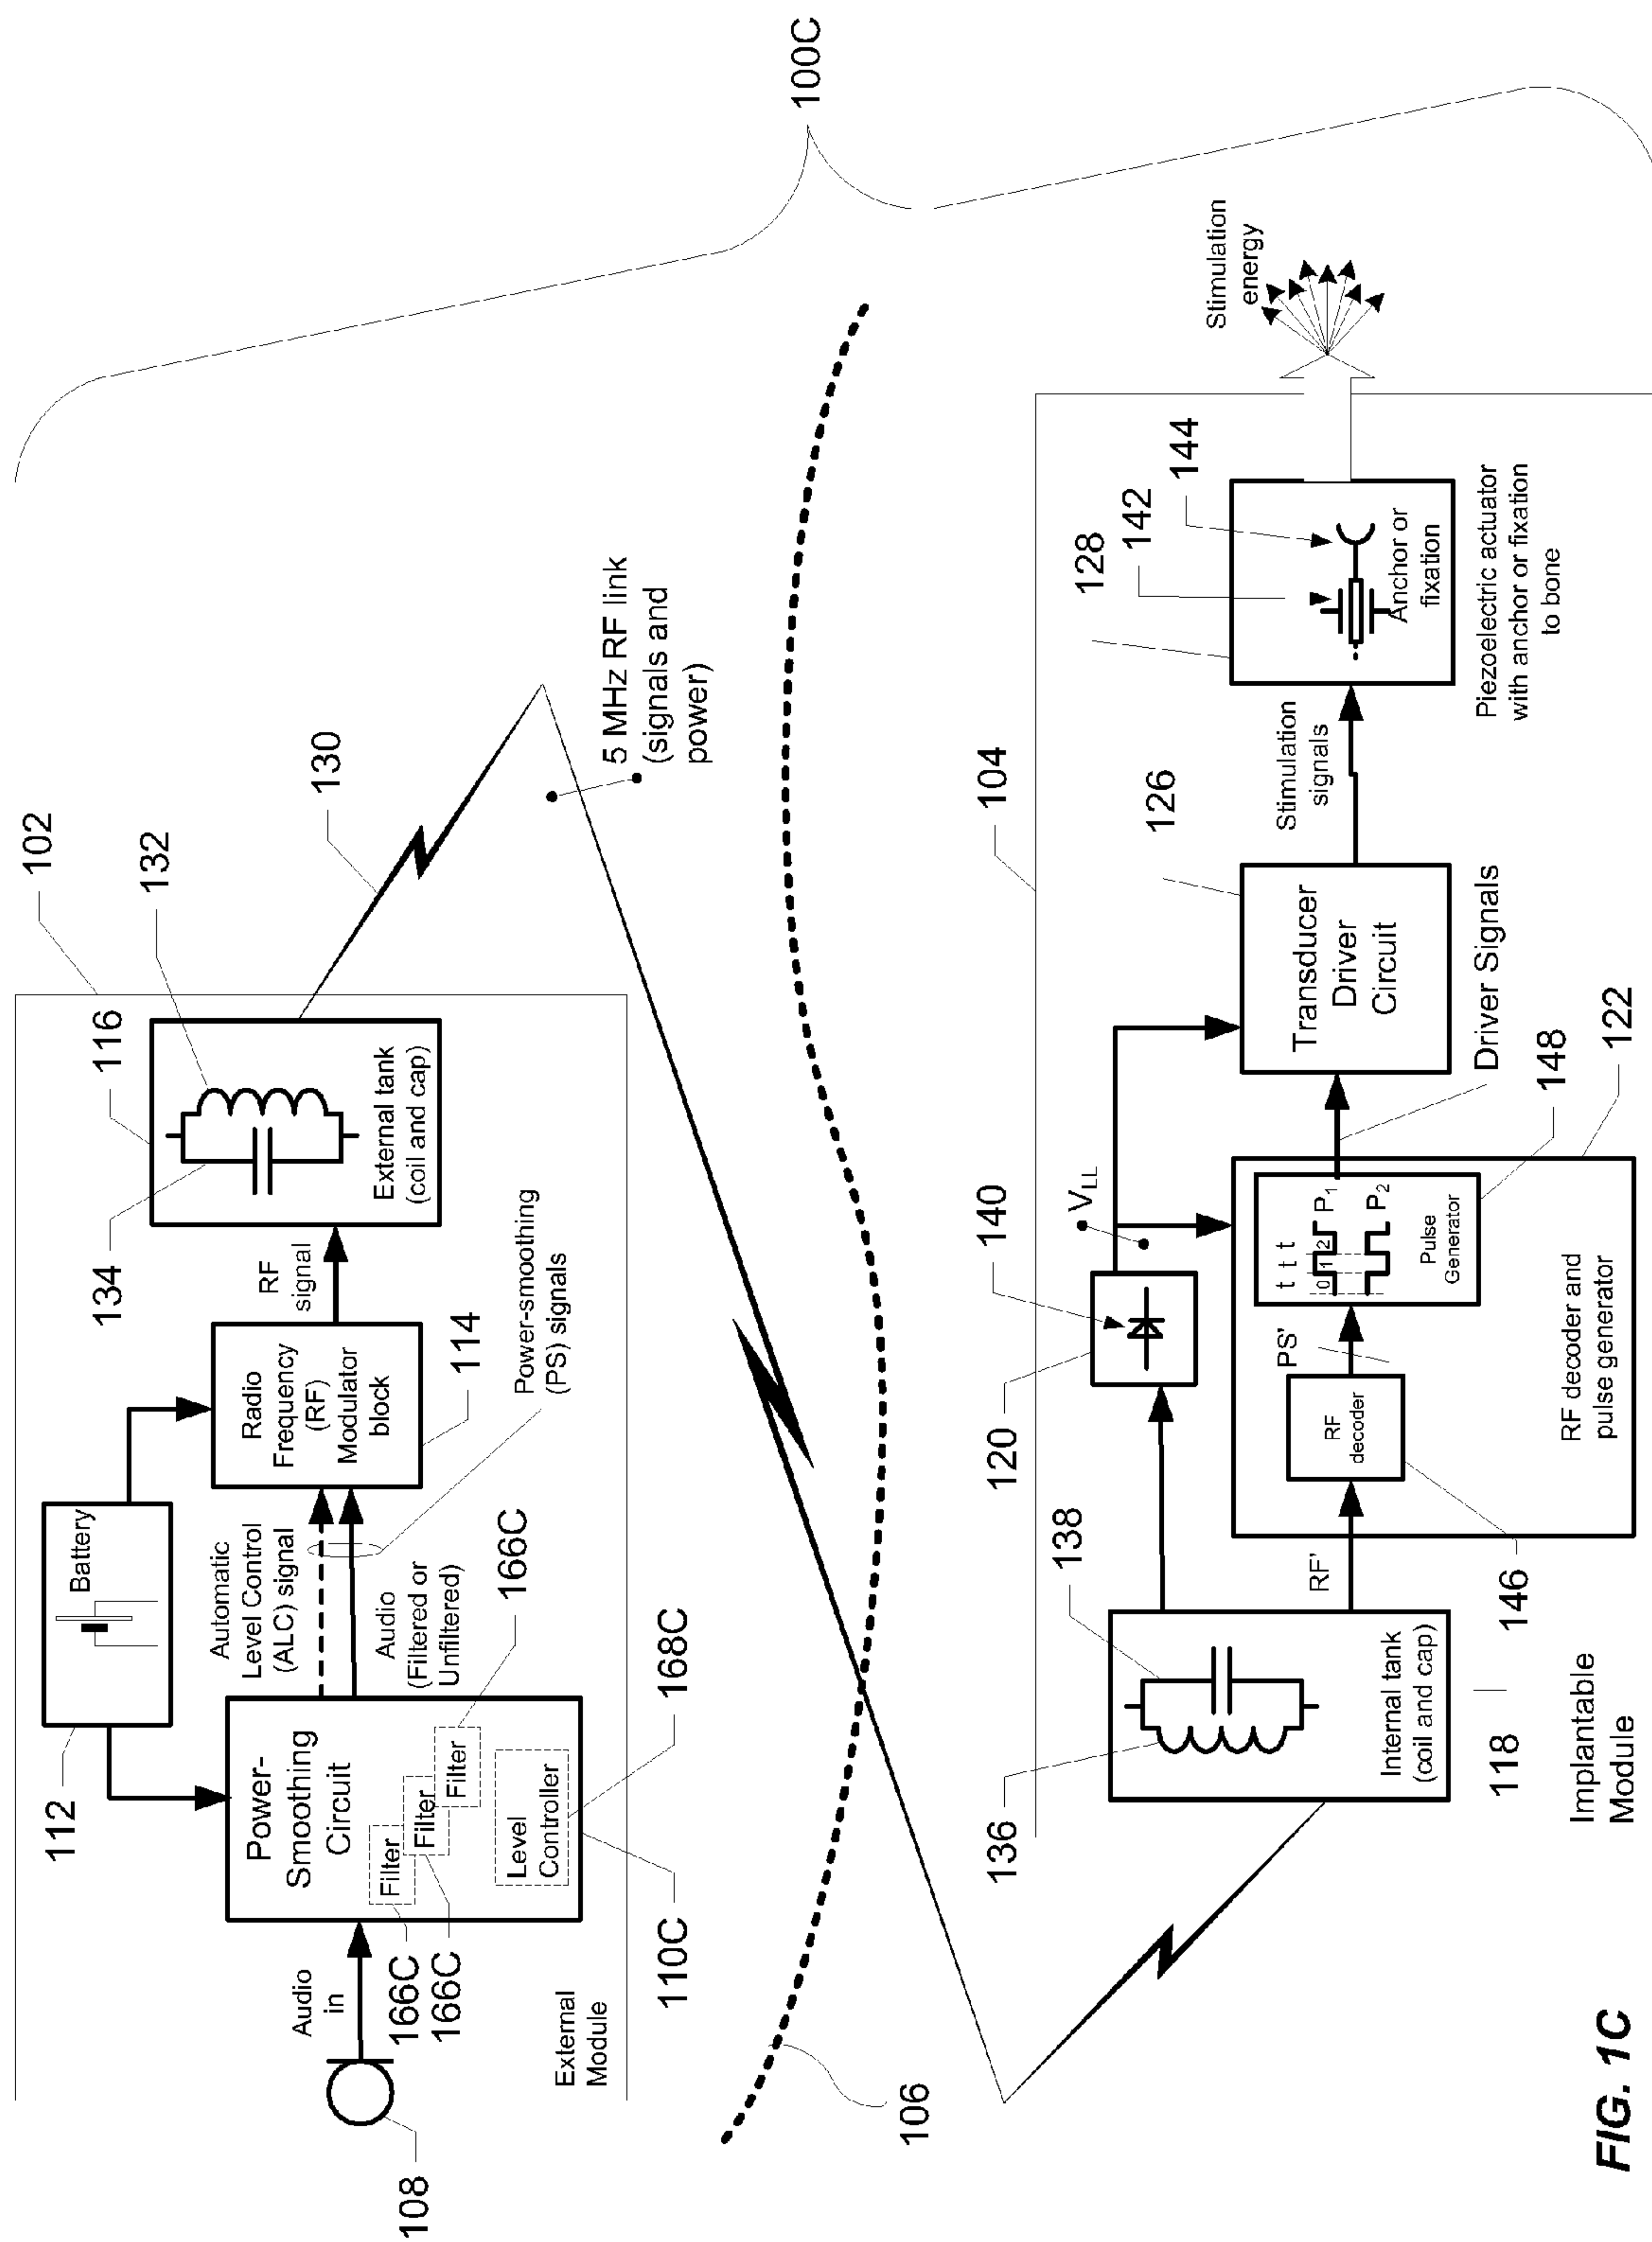 100C
102
116
132
134
External tank
(coil and cap)
130
5 MHz RF link
(signals and
power)
112
Battery
Radio
Frequency
(RF)
Modulator
block
114
RF
signal
Automatic
Level Control
(ALC) signal
Audio
(Filtered or
Unfiltered)
Power-smoothing
(PS) signals
Power-
Smoothing
Circuit
Filter
Filter
Filter
Level
Controller
166C
166C
166C
168C
110C
Audio
in
108
External
Module
106
104
136
138
Internal tank
(coil and cap)
118
Implantable
Module
120
140
V_LL
RF'
RF
decoder
146
PS'
t t t
0 1 2
P1
P2
Pulse
Generator
RF decoder and
pulse generator
148
122
Driver Signals
Transducer
Driver
Circuit
126
Stimulation
signals
128
142
144
Anchor or
fixation
Piezoelectric actuator
with anchor or fixation
to bone
Stimulation
energy
FIG. 1C